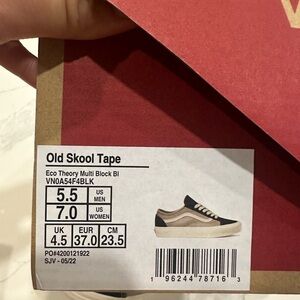 Old Skool Tape
Eco Theory Multi Block Bl
VN0A54F4BLK
5.5 US MEN
7.0 US WOMEN
UK EUR CM
4.5 37.0 23.5
PO#4200121922
SJV - 05/22
1 96244 78716 3